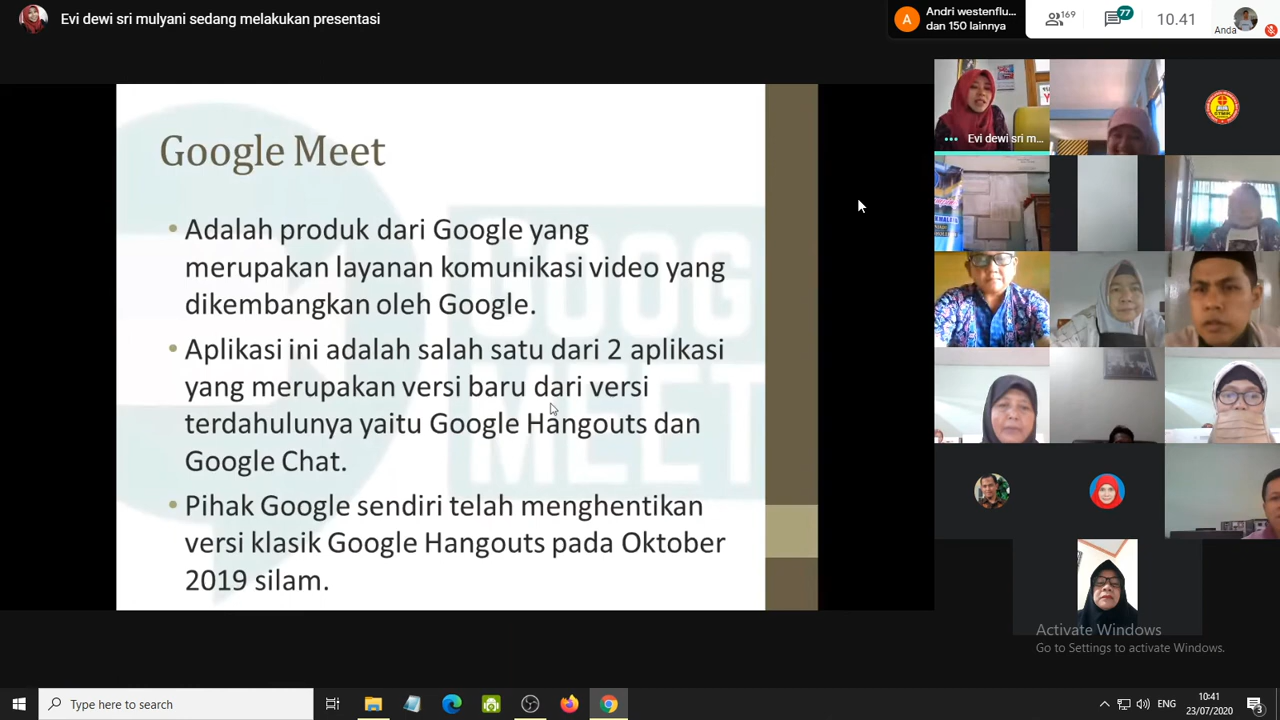 Evi dewi sri mulyani sedang melakukan presentasi
A
Andri westenflu...
dan 150 lainnya
169
77
10.41
Anda
Google Meet
• Adalah produk dari Google yang
merupakan layanan komunikasi video yang
dikembangkan oleh Google.
• Aplikasi ini adalah salah satu dari 2 aplikasi
yang merupakan versi baru dari versi
terdahulunya yaitu Google Hangouts dan
Google Chat.
• Pihak Google sendiri telah menghentikan
versi klasik Google Hangouts pada Oktober
2019 silam.
GOOG
MEET
Evi dewi sri m...
Activate Windows
Go to Settings to activate Windows.
Type here to search
ENG
10:41
23/07/2020
3